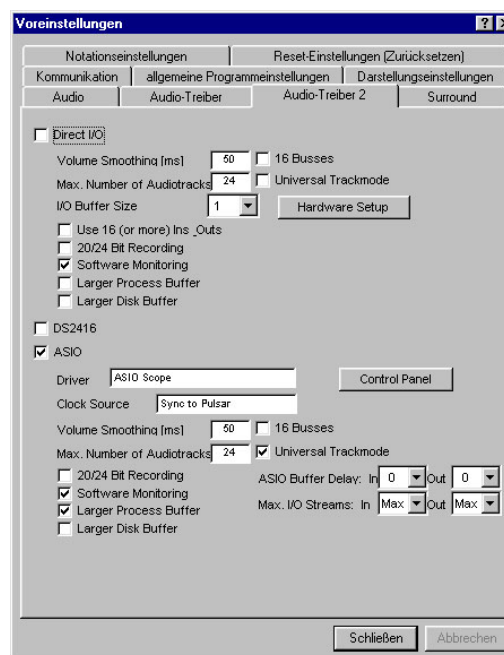 Voreinstellungen
Notationseinstellungen Reset-Einstellungen (Zurücksetzen)
Kommunikation allgemeine Programmeinstellungen Darstellungseinstellungen
Audio Audio-Treiber Audio-Treiber 2 Surround
Direct I/O
Volume Smoothing [ms] 50 16 Busses
Max. Number of Audiotracks 24 Universal Trackmode
I/O Buffer Size 1 Hardware Setup
Use 16 (or more) Ins_Outs
20/24 Bit Recording
Software Monitoring
Larger Process Buffer
Larger Disk Buffer
DS2416
ASIO
Driver ASIO Scope Control Panel
Clock Source Sync to Pulsar
Volume Smoothing [ms] 50 16 Busses
Max. Number of Audiotracks 24 Universal Trackmode
20/24 Bit Recording ASIO Buffer Delay: In 0 Out 0
Software Monitoring
Larger Process Buffer Max. I/O Streams: In Max Out Max
Larger Disk Buffer
Schließen Abbrechen